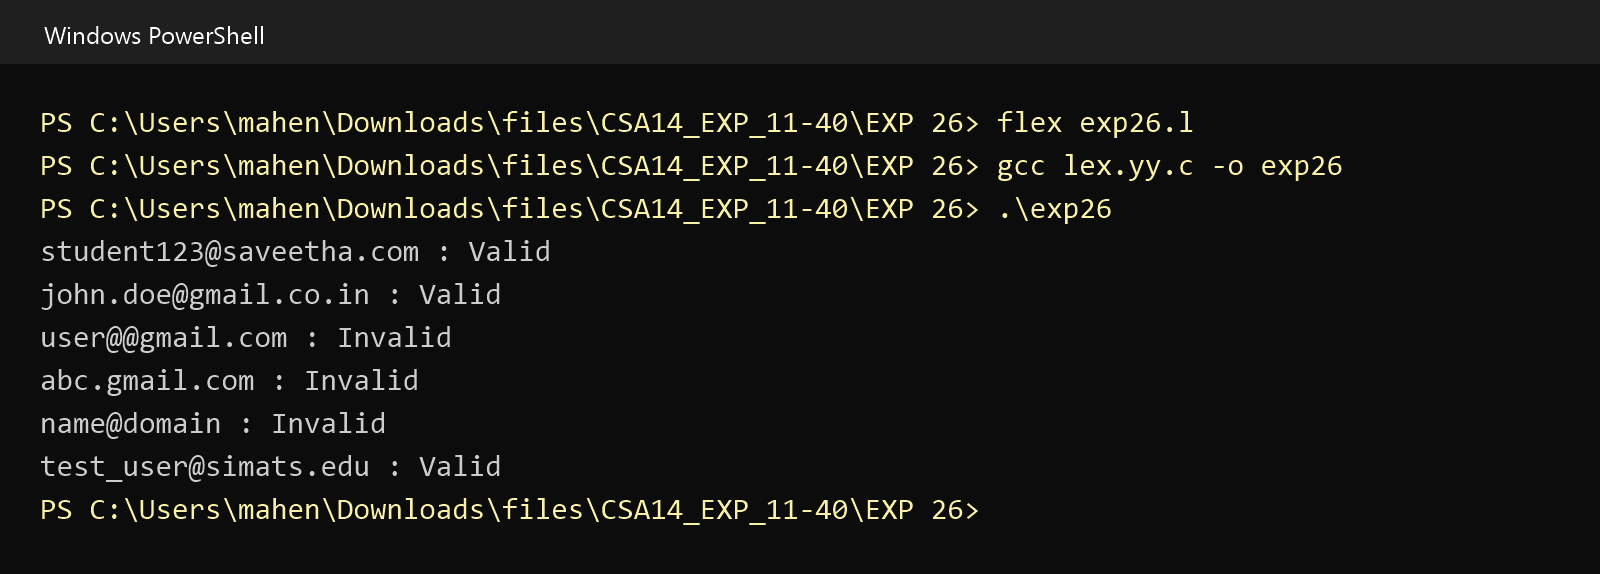 Windows PowerShell
PS C:\Users\mahen\Downloads\files\CSA14_EXP_11-40\EXP 26> flex exp26.l
PS C:\Users\mahen\Downloads\files\CSA14_EXP_11-40\EXP 26> gcc lex.yy.c -o exp26
PS C:\Users\mahen\Downloads\files\CSA14_EXP_11-40\EXP 26> .\exp26
student123@saveetha.com : Valid
john.doe@gmail.co.in : Valid
user@@gmail.com : Invalid
abc.gmail.com : Invalid
name@domain : Invalid
test_user@simats.edu : Valid
PS C:\Users\mahen\Downloads\files\CSA14_EXP_11-40\EXP 26>